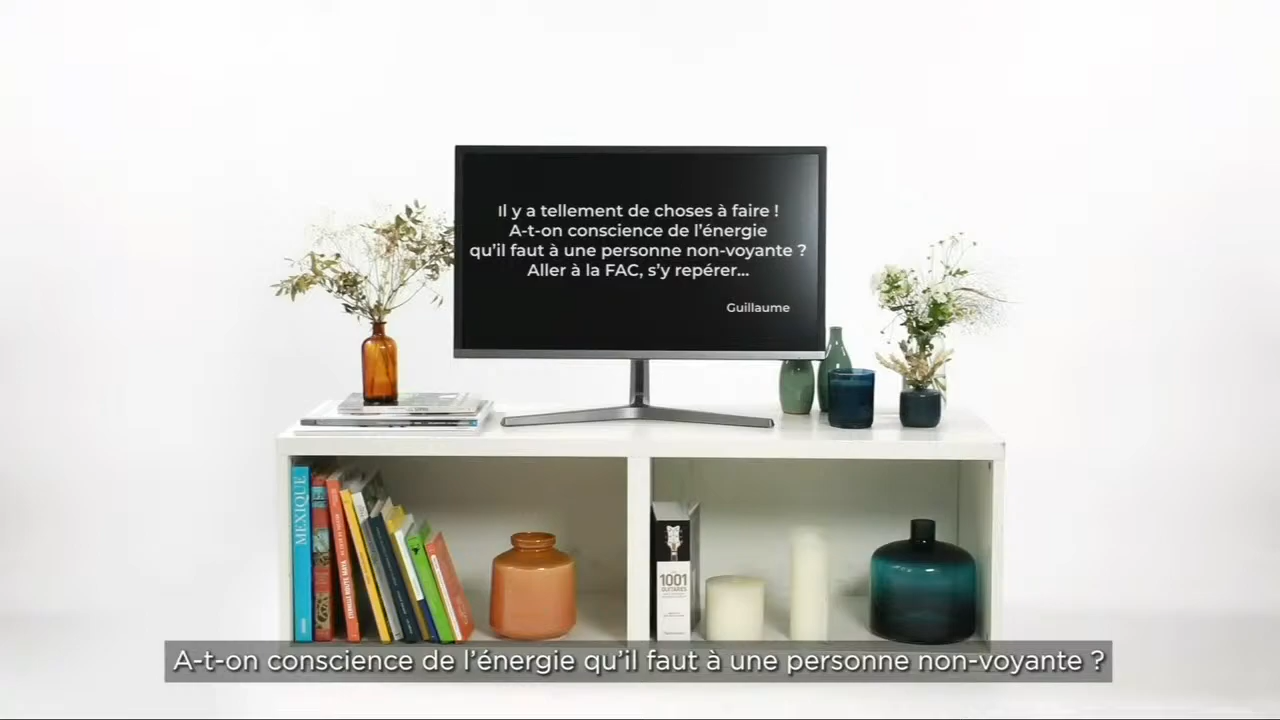 Il y a tellement de choses à faire !
A-t-on conscience de l'énergie
qu'il faut à une personne non-voyante ?
Aller à la FAC, s'y repérer...
Guillaume
MEXIQUE
1001
GUITARES
A-t-on conscience de l'énergie qu'il faut à une personne non-voyante ?